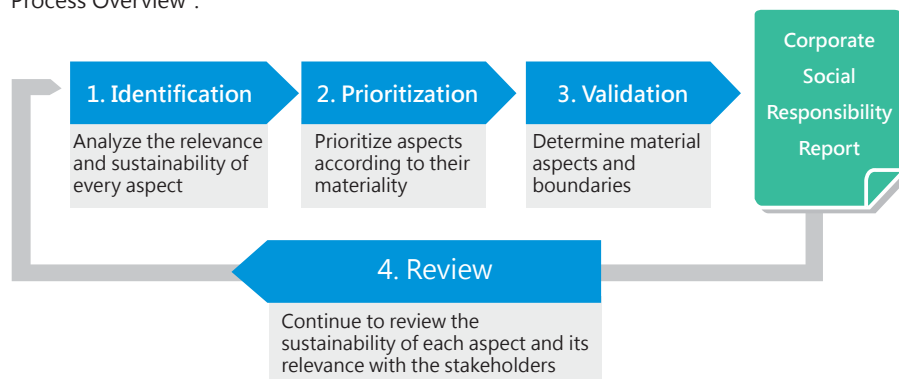 Process Overview".
1. Identification
Analyze the relevance
and sustainability of
every aspect
2. Prioritization
Prioritize aspects
according to their
materiality
3. Validation
Determine material
aspects and
boundaries
Corporate
Social
Responsibility
Report
4. Review
Continue to review the
sustainability of each aspect and its
relevance with the stakeholders